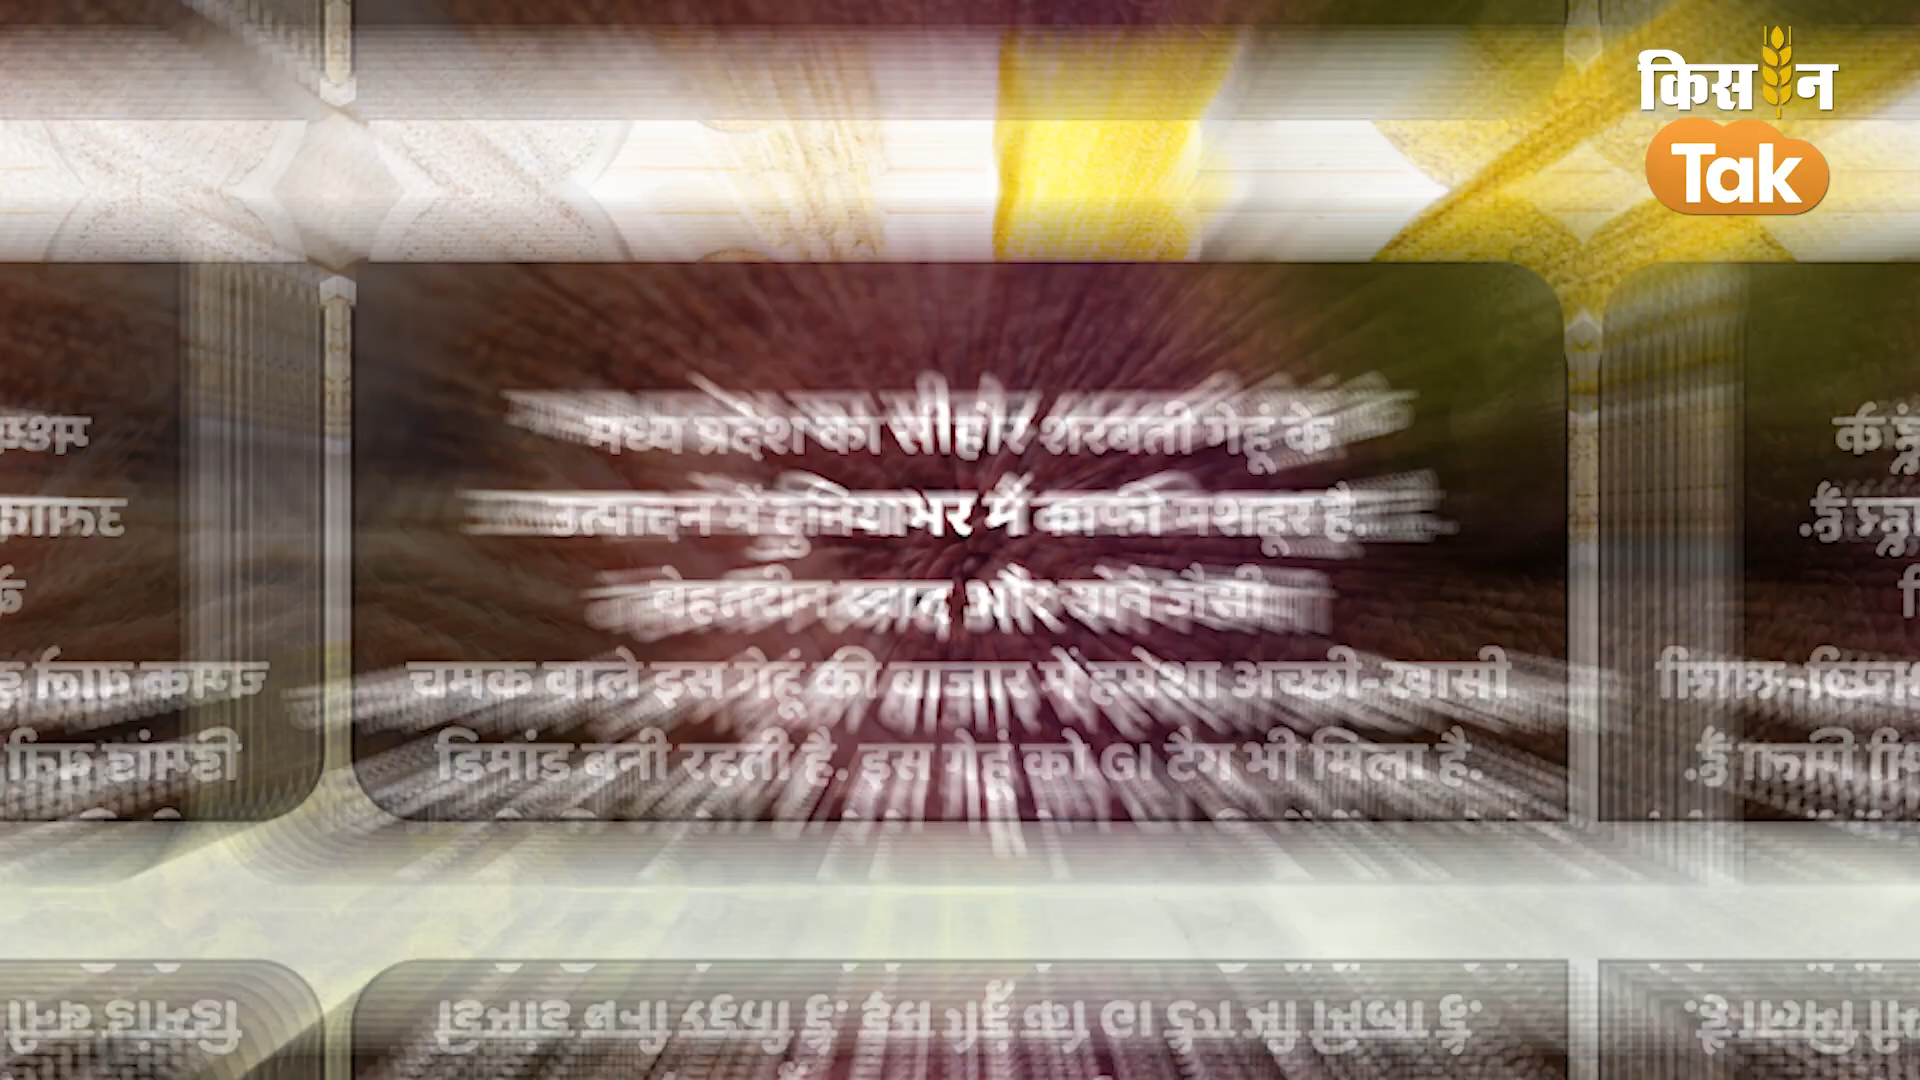 किसान
Tak
मध्य प्रदेश का सीहोर शरबती गेहूं के
उत्पादन में दुनियाभर में काफी मशहूर है.
बेहतरीन स्वाद और सोने जैसी
चमक वाले इस गेहूं की बाजार में हमेशा अच्छी-खासी
डिमांड बनी रहती है. इस गेहूं को GI टैग भी मिला है.